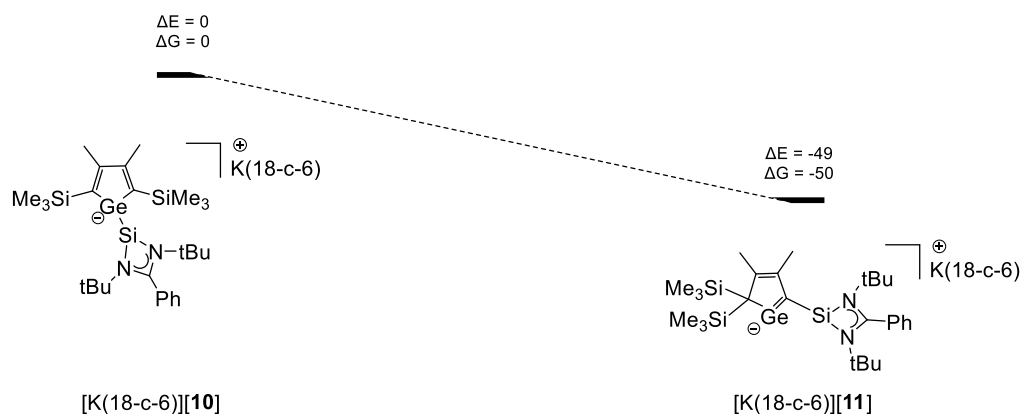 ΔE = 0
ΔG = 0
ΔE = -49
ΔG = -50
⊕
K(18-c-6)
Me₃Si
SiMe₃
Ge
⊖
Si
N
tBu
N
tBu
Ph
⊕
K(18-c-6)
tBu
Me₃Si
N
Si
Ph
Me₃Si
Ge
⊖
N
tBu
[K(18-c-6)][10]
[K(18-c-6)][11]